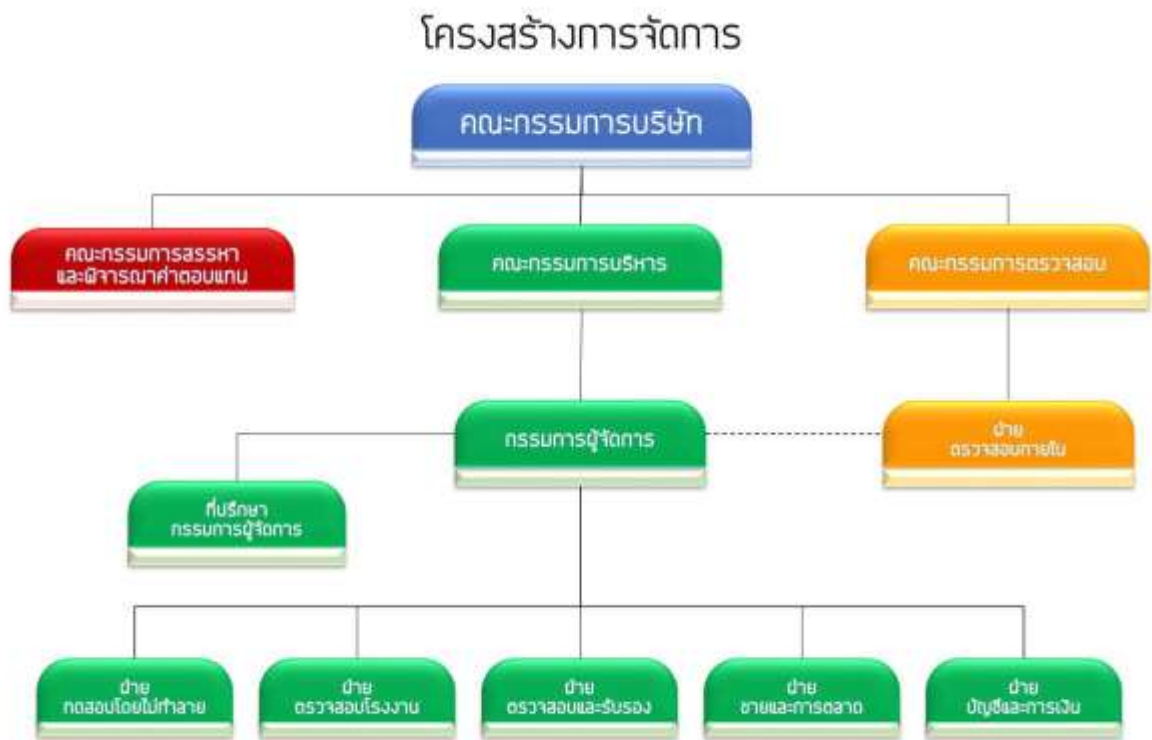 โครงสร้างการจัดการ
คณะกรรมการบริษัท
คณะกรรมการสรรหา
และพิจารณาค่าตอบแทน
คณะกรรมการบริหาร
คณะกรรมการตรวจสอบ
กรรมการผู้จัดการ
ฝ่าย
ตรวจสอบภายใน
ที่ปรึกษา
กรรมการผู้จัดการ
ฝ่าย
ทดสอบโดยไม่ทำลาย
ฝ่าย
ตรวจสอบโรงงาน
ฝ่าย
ตรวจสอบและรับรอง
ฝ่าย
ขายและการตลาด
ฝ่าย
บัญชีและการเงิน